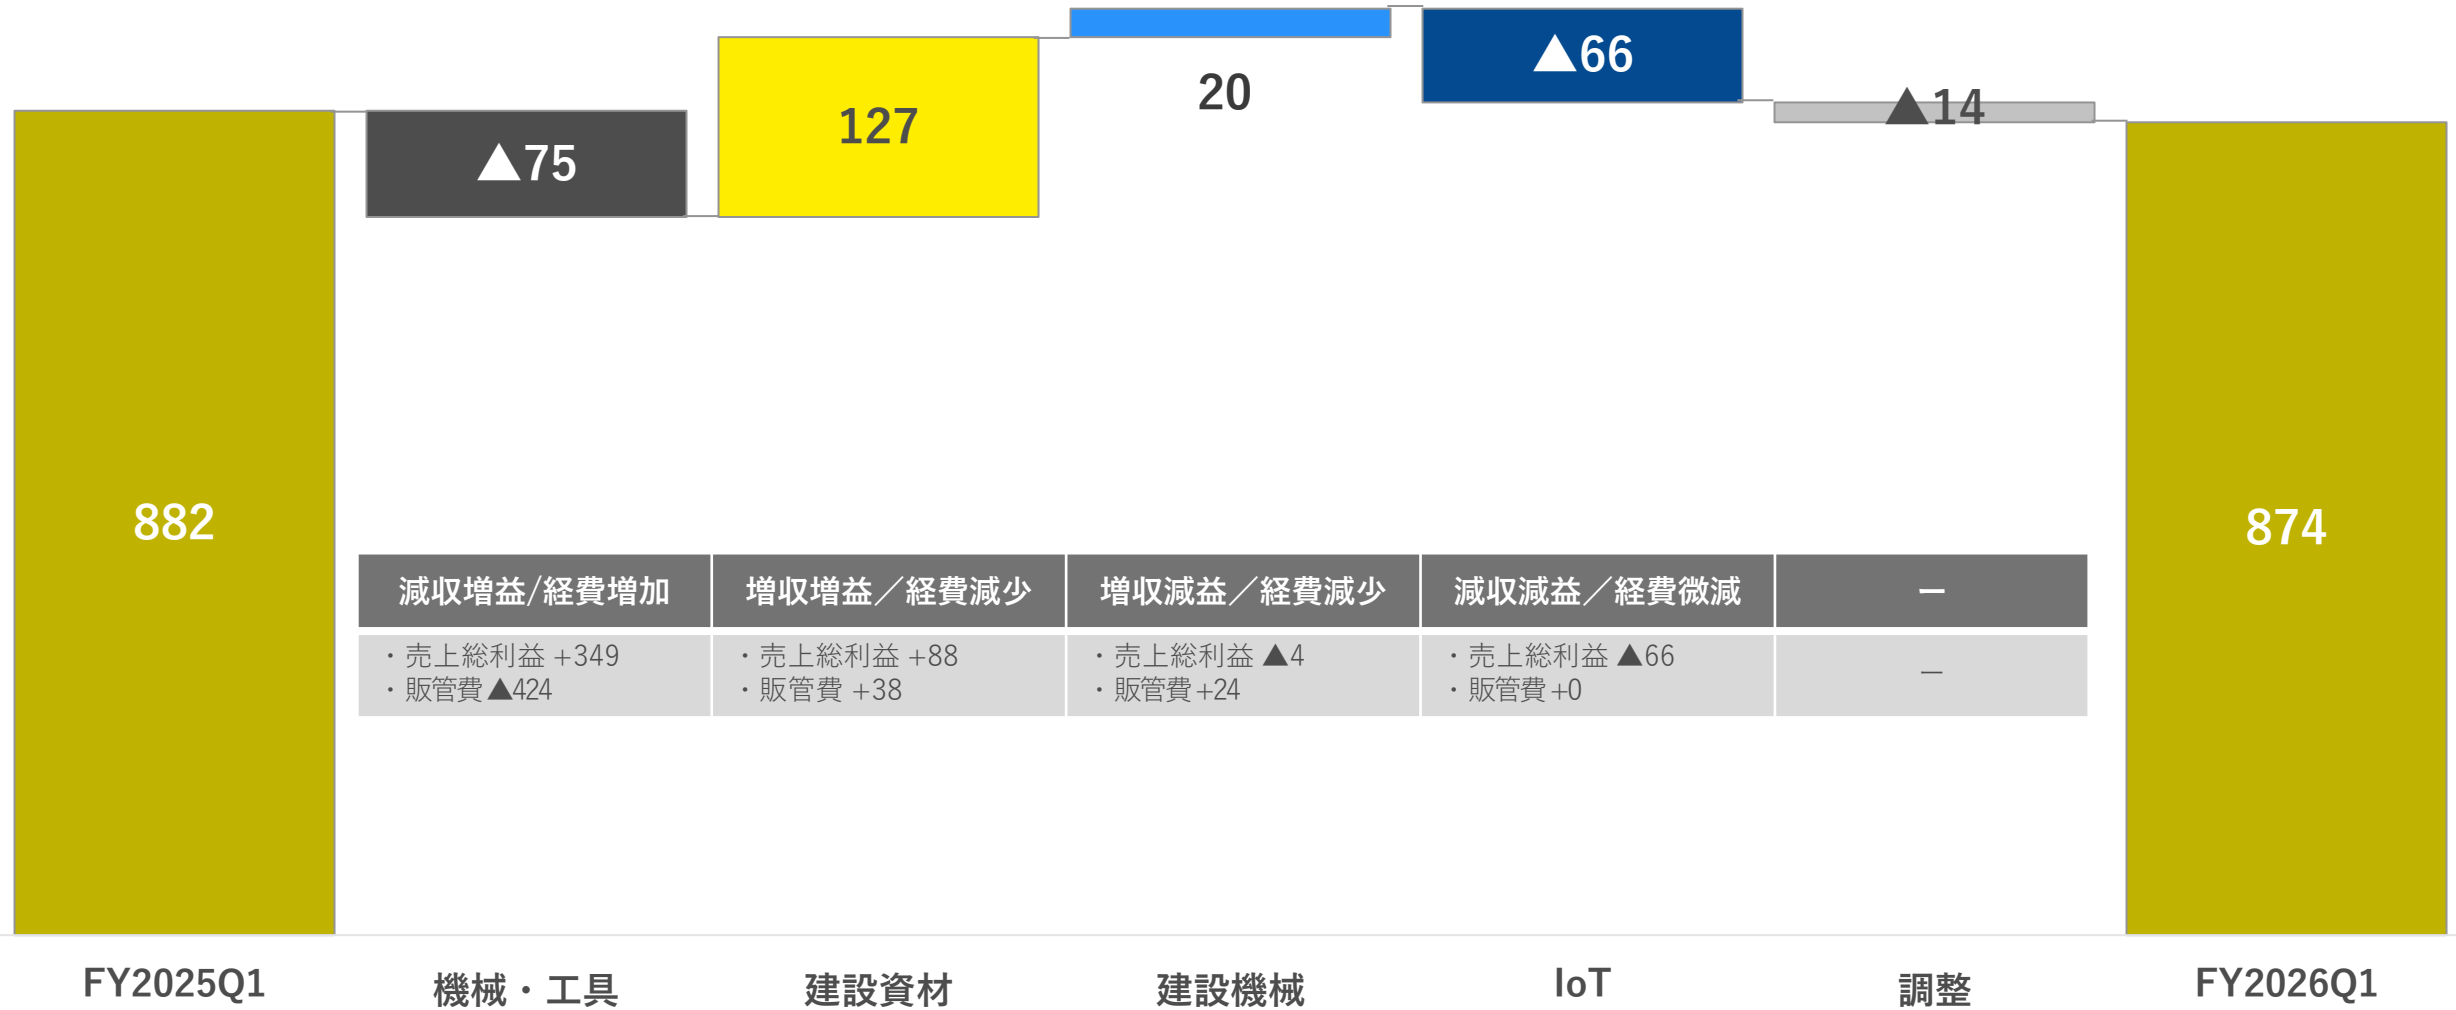 882
▲75
127
20
▲66
▲14
874
減収増益/経費増加
増収増益／経費減少
増収減益／経費減少
減収減益／経費微減
ー
・売上総利益 +349
・販管費▲424
・売上総利益 +88
・販管費 +38
・売上総利益 ▲4
・販管費+24
・売上総利益 ▲66
・販管費+0
－
FY2025Q1
機械・工具
建設資材
建設機械
IoT
調整
FY2026Q1